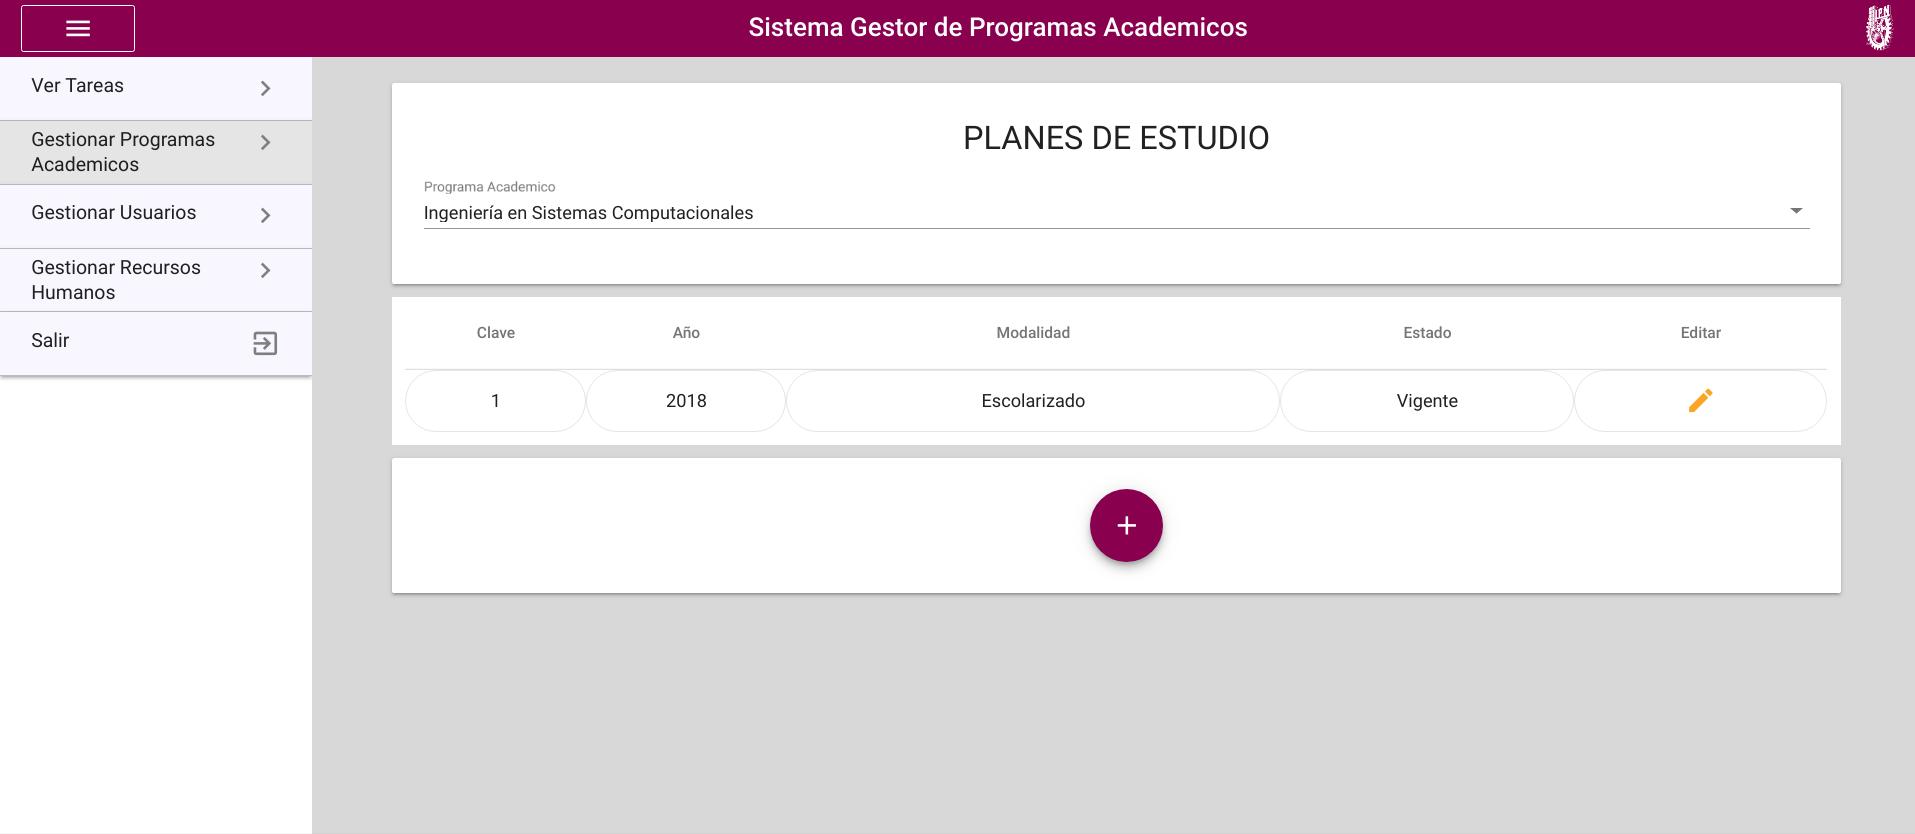 Sistema Gestor de Programas Academicos
IPN
Ver Tareas
Gestionar Programas
Academicos
Gestionar Usuarios
Gestionar Recursos
Humanos
Salir
PLANES DE ESTUDIO
Programa Academico
Ingeniería en Sistemas Computacionales
Clave Año Modalidad Estado Editar
1 2018 Escolarizado Vigente